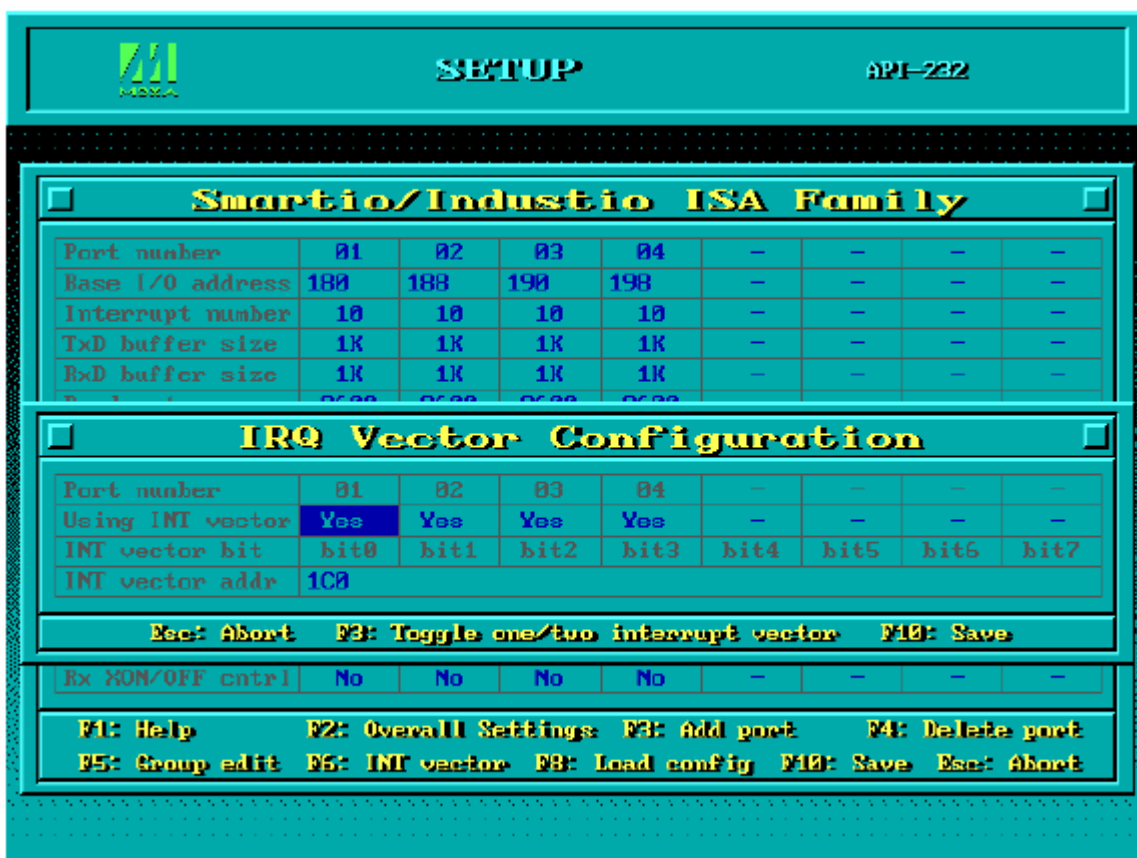 MOXA
SETUP
API-232
Smartio/Industio ISA Family
Port number 01 02 03 04 - - - -
Base I/O address 180 188 190 198 - - - -
Interrupt number 10 10 10 10 - - - -
TxD buffer size 1K 1K 1K 1K - - - -
RxD buffer size 1K 1K 1K 1K - - - -
IRQ Vector Configuration
Port number 01 02 03 04 - - - -
Using INT vector Yes Yes Yes Yes - - - -
INT vector bit bit0 bit1 bit2 bit3 bit4 bit5 bit6 bit7
INT vector addr 1C0
Esc: Abort F3: Toggle one/two interrupt vector F10: Save
Rx XON/OFF cntrl No No No No - - - -
F1: Help F2: Overall Settings F3: Add port F4: Delete port
F5: Group edit F6: INT vector F8: Load config F10: Save Esc: Abort